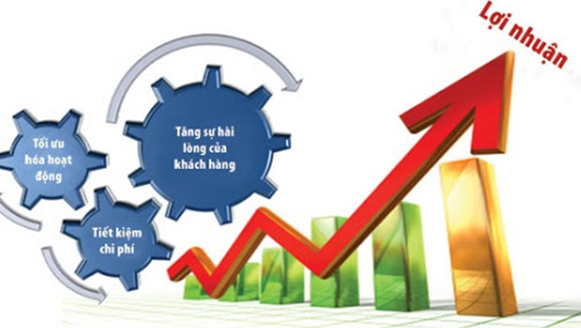 Lợi nhuận
Tối ưu
hóa hoạt
động
Tăng sự hài
lòng của
khách hàng
Tiết kiệm
chi phí